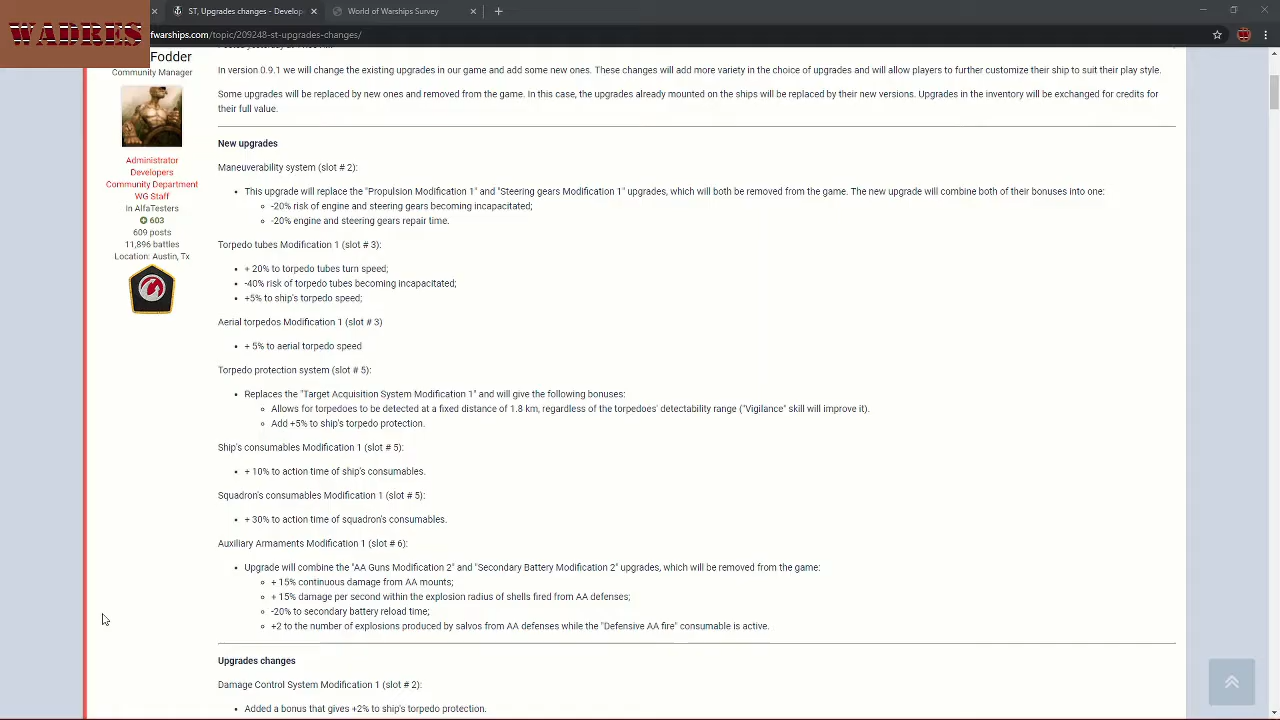 WADRES
ST, Upgrades changes - Develop
World of Warships Survey
fwarships.com/topic/209248-st-upgrades-changes/
Fodder
Community Manager
Administrator
Developers
Community Department
WG Staff
In AlfaTesters
603
609 posts
11,896 battles
Location: Austin, Tx
In version 0.9.1 we will change the existing upgrades in our game and add some new ones. These changes will add more variety in the choice of upgrades and will allow players to further customize their ship to suit their play style.
Some upgrades will be replaced by new ones and removed from the game. In this case, the upgrades already mounted on the ships will be replaced by their new versions. Upgrades in the inventory will be exchanged for credits for
their full value.
New upgrades
Maneuverability system (slot # 2):
This upgrade will replace the "Propulsion Modification 1" and "Steering gears Modification 1" upgrades, which will both be removed from the game. The new upgrade will combine both of their bonuses into one:
-20% risk of engine and steering gears becoming incapacitated;
-20% engine and steering gears repair time.
Torpedo tubes Modification 1 (slot # 3):
+ 20% to torpedo tubes turn speed;
-40% risk of torpedo tubes becoming incapacitated;
+5% to ship's torpedo speed;
Aerial torpedos Modification 1 (slot # 3)
+ 5% to aerial torpedo speed
Torpedo protection system (slot # 5):
Replaces the "Target Acquisition System Modification 1" and will give the following bonuses:
Allows for torpedoes to be detected at a fixed distance of 1.8 km, regardless of the torpedoes' detectability range ("Vigilance" skill will improve it).
Add +5% to ship's torpedo protection.
Ship's consumables Modification 1 (slot # 5):
+ 10% to action time of ship's consumables.
Squadron's consumables Modification 1 (slot # 5):
+ 30% to action time of squadron's consumables.
Auxiliary Armaments Modification 1 (slot # 6):
Upgrade will combine the "AA Guns Modification 2" and "Secondary Battery Modification 2" upgrades, which will be removed from the game:
+ 15% continuous damage from AA mounts;
+ 15% damage per second within the explosion radius of shells fired from AA defenses;
-20% to secondary battery reload time;
+2 to the number of explosions produced by salvos from AA defenses while the "Defensive AA fire" consumable is active.
Upgrades changes
Damage Control System Modification 1 (slot # 2):
Added a bonus that gives +2% to ship's torpedo protection.